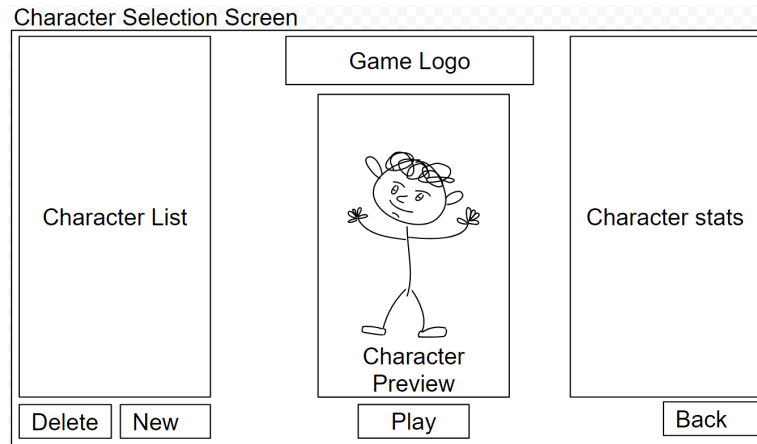 Character Selection Screen
Game Logo
Character List
Character stats
Character
Preview
Delete
New
Play
Back